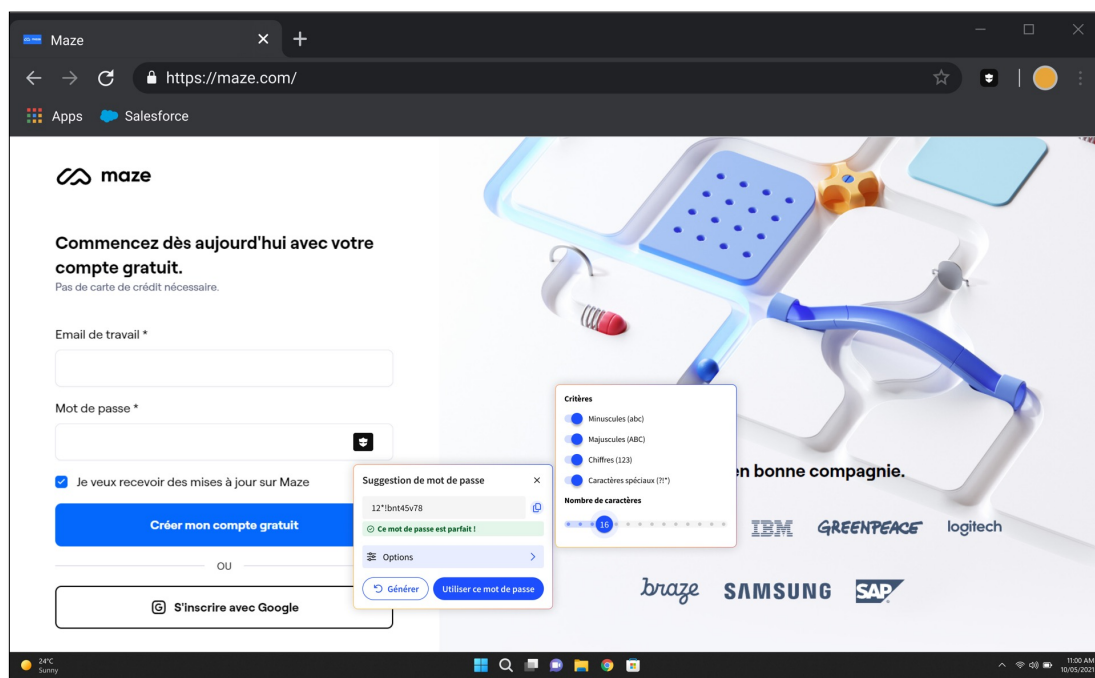 Maze
https://maze.com/
Apps
Salesforce
maze
Commencez dès aujourd'hui avec votre
compte gratuit.
Pas de carte de crédit nécessaire.
Email de travail *
Mot de passe *
Je veux recevoir des mises à jour sur Maze
Créer mon compte gratuit
OU
G S'inscrire avec Google
Suggestion de mot de passe
12*!bnt45v78
Ce mot de passe est parfait !
Options
Générer
Utiliser ce mot de passe
Critères
Minuscules (abc)
Majuscules (ABC)
Chiffres (123)
Caractères spéciaux (?!*)
Nombre de caractères
16
en bonne compagnie.
IBM
GREENPEACE
logitech
braze
SAMSUNG
SAP
24°C
Sunny
11:00 AM
10/05/2021